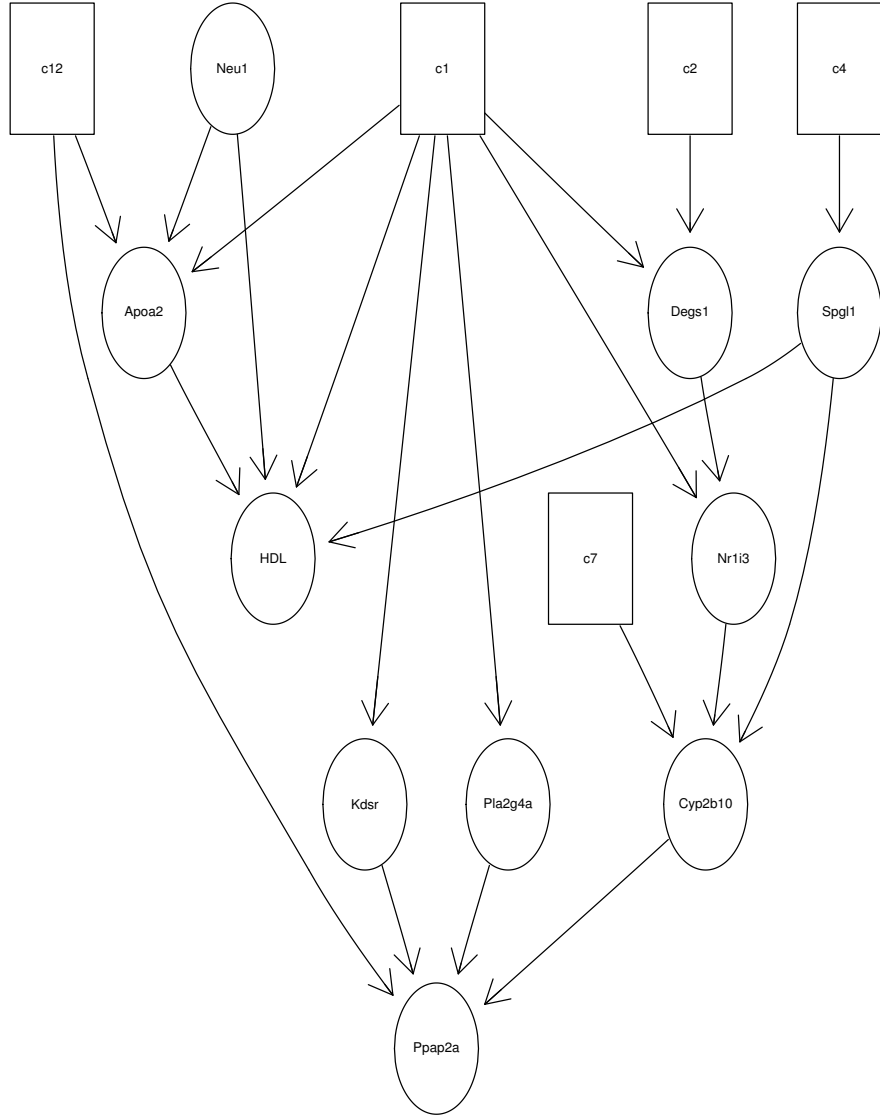 c12
Neu1
c1
c2
c4
Apoa2
Degs1
Spgl1
HDL
c7
Nr1i3
Kdsr
Pla2g4a
Cyp2b10
Ppap2a